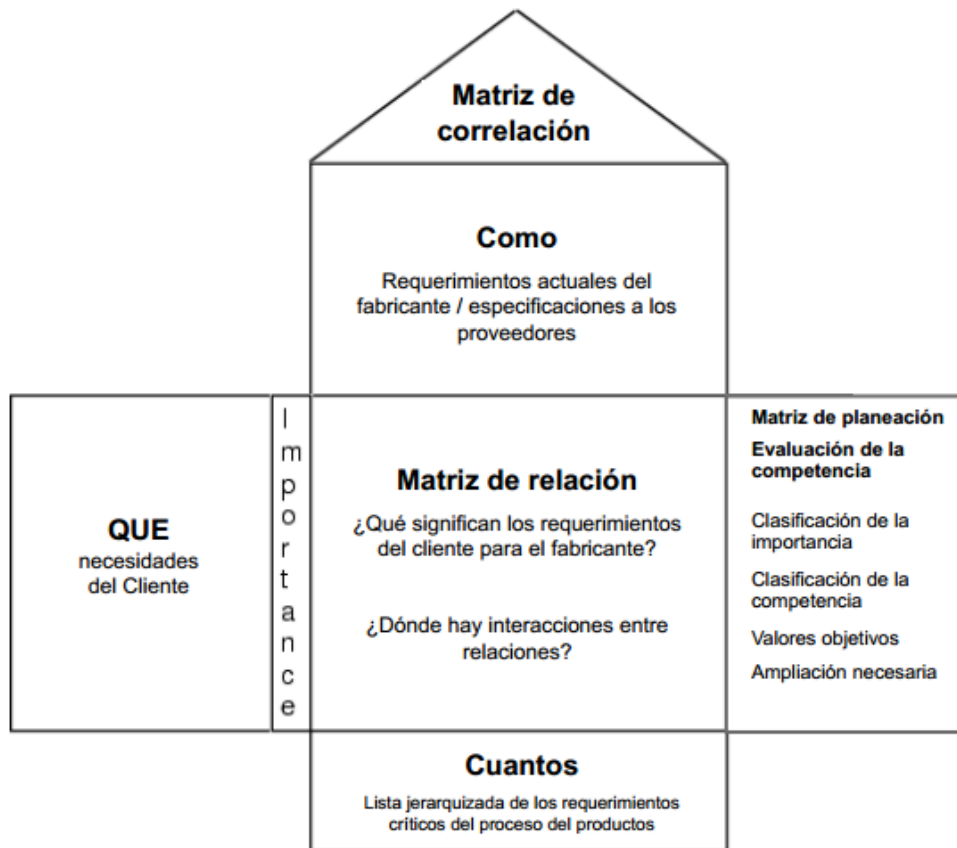 Matriz de
correlación
Como
Requerimientos actuales del
fabricante / especificaciones a los
proveedores
QUE
necesidades
del Cliente
Importance
Matriz de relación
¿Qué significan los requerimientos
del cliente para el fabricante?
¿Dónde hay interacciones entre
relaciones?
Matriz de planeación
Evaluación de la
competencia
Clasificación de la
importancia
Clasificación de la
competencia
Valores objetivos
Ampliación necesaria
Cuantos
Lista jerarquizada de los requerimientos
críticos del proceso del productos